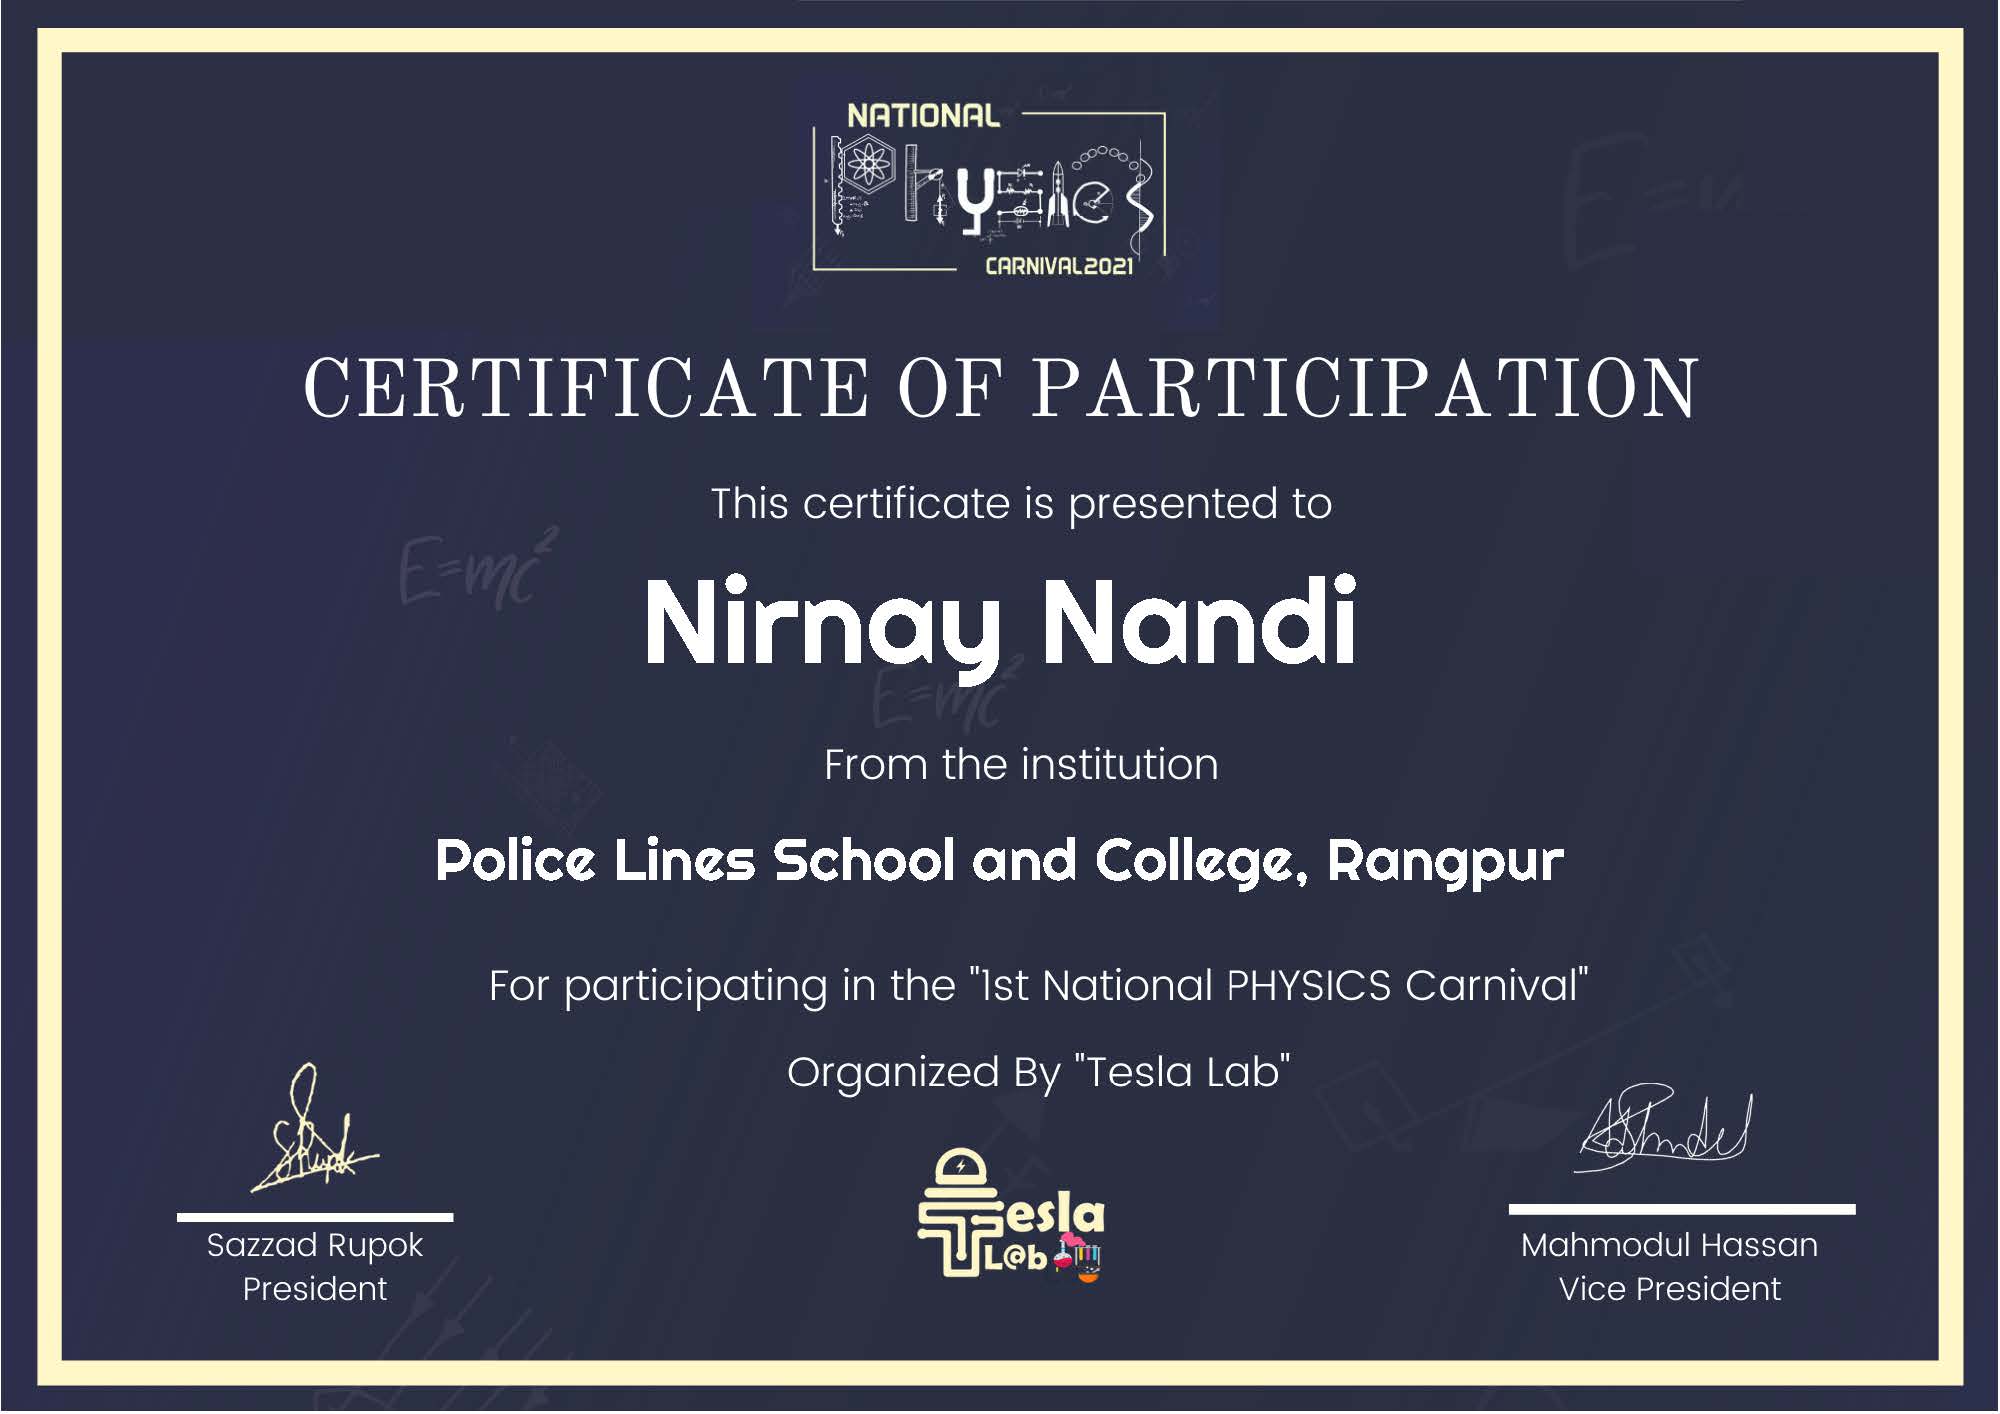 NATIONAL
Physics
CARNIVAL2021
CERTIFICATE OF PARTICIPATION
This certificate is presented to
E=mc²
Nirnay Nandi
E=mc²
From the institution
Police Lines School and College, Rangpur
For participating in the "1st National PHYSICS Carnival"
Organized By "Tesla Lab"
Tesla
L@b
Sazzad Rupok
President
Mahmodul Hassan
Vice President